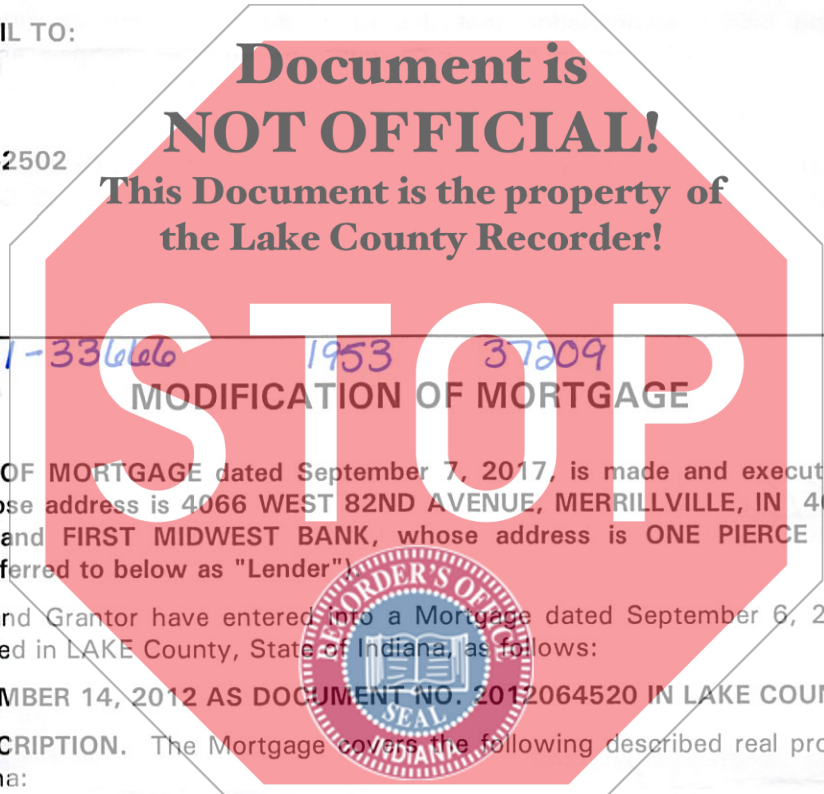 IL TO:
Document is
NOT OFFICIAL!
2502
This Document is the property of
the Lake County Recorder!
STOP
1-33666 1953 37209
MODIFICATION OF MORTGAGE
OF MORTGAGE dated September 7, 2017, is made and execut
ose address is 4066 WEST 82ND AVENUE, MERRILLVILLE, IN 4
and FIRST MIDWEST BANK, whose address is ONE PIERCE
ferred to below as "Lender").
nd Grantor have entered into a Mortgage dated September 6, 2
ed in LAKE County, State of Indiana, as follows:
MBER 14, 2012 AS DOCUMENT NO. 2012064520 IN LAKE COUN
CRIPTION. The Mortgage covers the following described real pro
na:
RECORDER'S OFFICE
SEAL
INDIANA